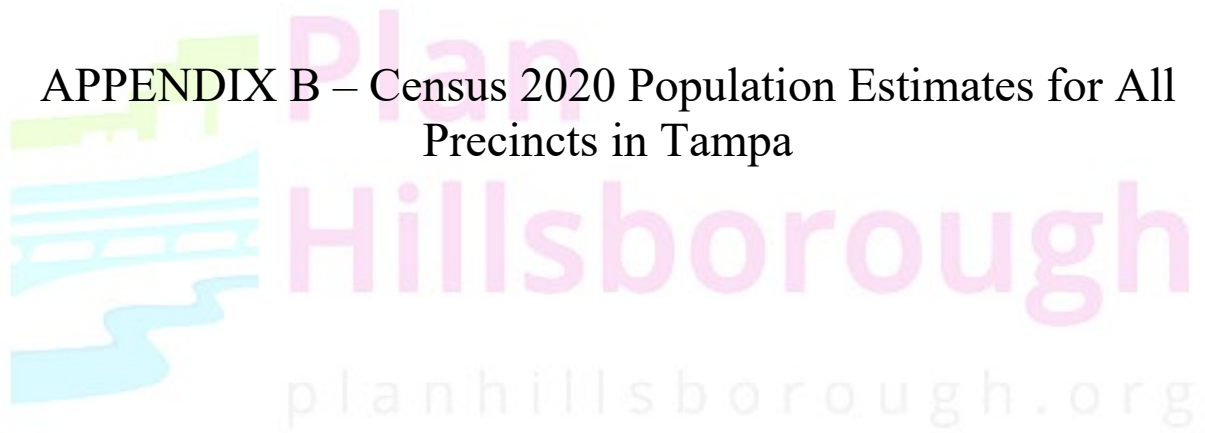 Plan
APPENDIX B – Census 2020 Population Estimates for All
Precincts in Tampa
Hillsborough
planhillsborough.org